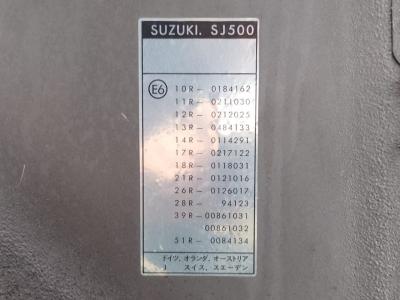 SUZUKI. SJ500
E6 10R- 0184162
11R- 0211030
12R- 0212025
13R- 0484133
14R- 0114291
17R- 0217122
18R- 0118031
21R- 0121016
26R- 0126017
28R- 94123
39R- 00861031
00861032
51R- 0084134
ドイツ, オランダ, オーストリア
J スイス, スエーデン